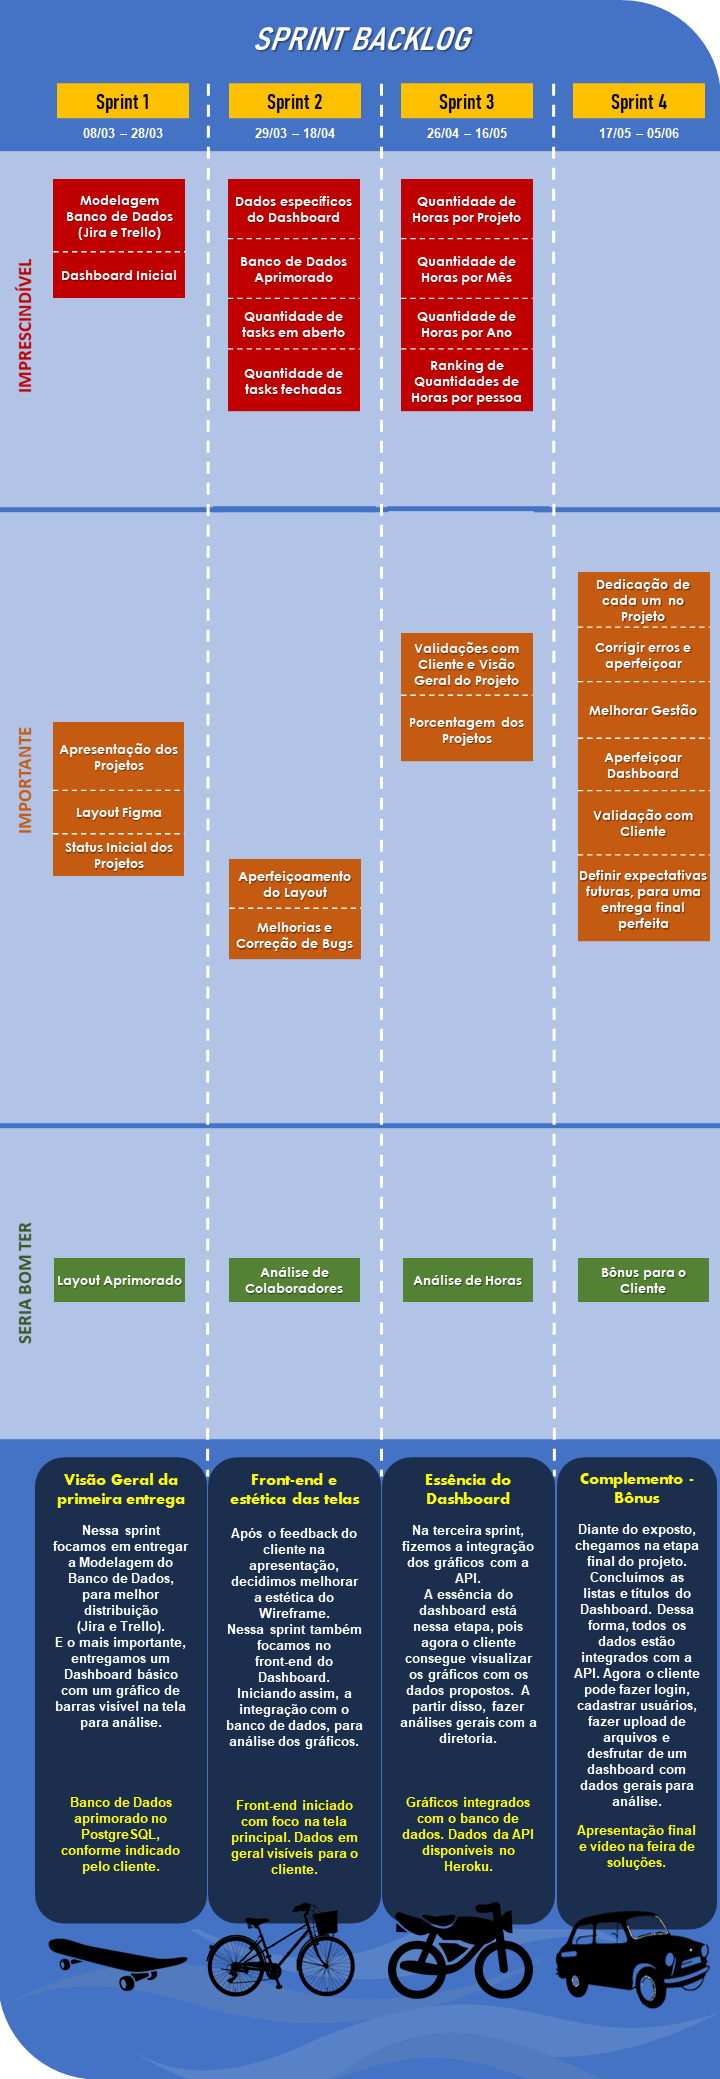 SPRINT BACKLOG
Sprint 1
Sprint 2
Sprint 3
Sprint 4
08/03 – 28/03
29/03 – 18/04
26/04 – 16/05
17/05 – 05/06
IMPRESCINDÍVEL
Modelagem
Banco de Dados
(Jira e Trello)
Dashboard Inicial
Dados específicos
do Dashboard
Banco de Dados
Aprimorado
Quantidade de
tasks em aberto
Quantidade de
tasks fechadas
Quantidade de
Horas por Projeto
Quantidade de
Horas por Mês
Quantidade de
Horas por Ano
Ranking de
Quantidades de
Horas por pessoa
IMPORTANTE
Apresentação dos
Projetos
Layout Figma
Status Inicial dos
Projetos
Aperfeiçoamento
do Layout
Melhorias e
Correção de Bugs
Validações com
Cliente e Visão
Geral do Projeto
Porcentagem dos
Projetos
Dedicação de
cada um no
Projeto
Corrigir erros e
aperfeiçoar
Melhorar Gestão
Aperfeiçoar
Dashboard
Validação com
Cliente
Definir expectativas
futuras, para uma
entrega final
perfeita
SERIA BOM TER
Layout Aprimorado
Análise de
Colaboradores
Análise de Horas
Bônus para o
Cliente
Visão Geral da
primeira entrega
Nessa sprint
focamos em entregar
a Modelagem do
Banco de Dados,
para melhor
distribuição
(Jira e Trello).
E o mais importante,
entregamos um
Dashboard básico
com um gráfico de
barras visível na tela
para análise.
Banco de Dados
aprimorado no
PostgreSQL,
conforme indicado
pelo cliente.
Front-end e
estética das telas
Após o feedback do
cliente na
apresentação,
decidimos melhorar
a estética do
Wireframe.
Nessa sprint também
focamos no
front-end do
Dashboard.
Iniciando assim, a
integração com o
banco de dados, para
análise dos gráficos.
Front-end iniciado
com foco na tela
principal. Dados em
geral visíveis para o
cliente.
Essência do
Dashboard
Na terceira sprint,
fizemos a integração
dos gráficos com a
API.
A essência do
dashboard está
nessa etapa, pois
agora o cliente
consegue visualizar
os gráficos com os
dados propostos. A
partir disso, fazer
análises gerais com a
diretoria.
Gráficos integrados
com o banco de
dados. Dados da API
disponíveis no
Heroku.
Complemento -
Bônus
Diante do exposto,
chegamos na etapa
final do projeto.
Concluímos as
listas e títulos do
Dashboard. Dessa
forma, todos os
dados estão
integrados com a
API. Agora o cliente
pode fazer login,
cadastrar usuários,
fazer upload de
arquivos e
desfrutar de um
dashboard com
dados gerais para
análise.
Apresentação final
e vídeo na feira de
soluções.